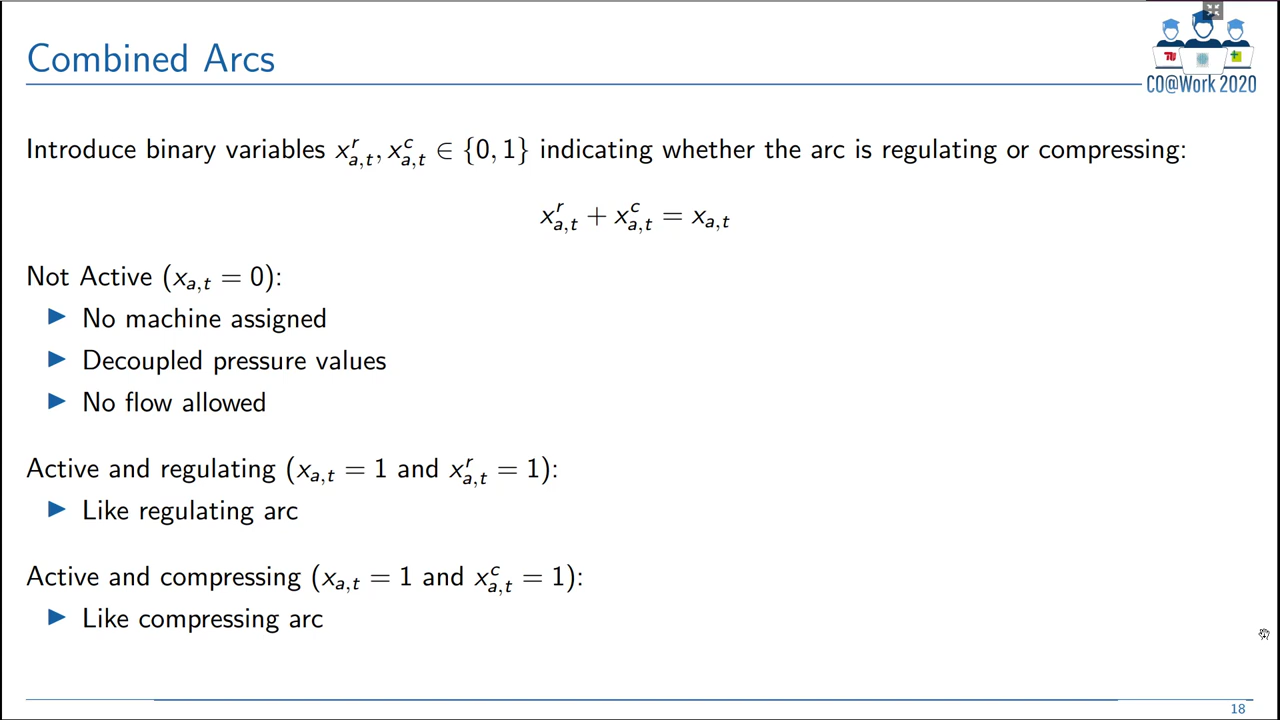 Combined Arcs
CO@Work 2020
Introduce binary variables x^r_{a,t}, x^c_{a,t} ∈ {0, 1} indicating whether the arc is regulating or compressing:
x^r_{a,t} + x^c_{a,t} = x_{a,t}
Not Active (x_{a,t} = 0):
▶ No machine assigned
▶ Decoupled pressure values
▶ No flow allowed
Active and regulating (x_{a,t} = 1 and x^r_{a,t} = 1):
▶ Like regulating arc
Active and compressing (x_{a,t} = 1 and x^c_{a,t} = 1):
▶ Like compressing arc
18